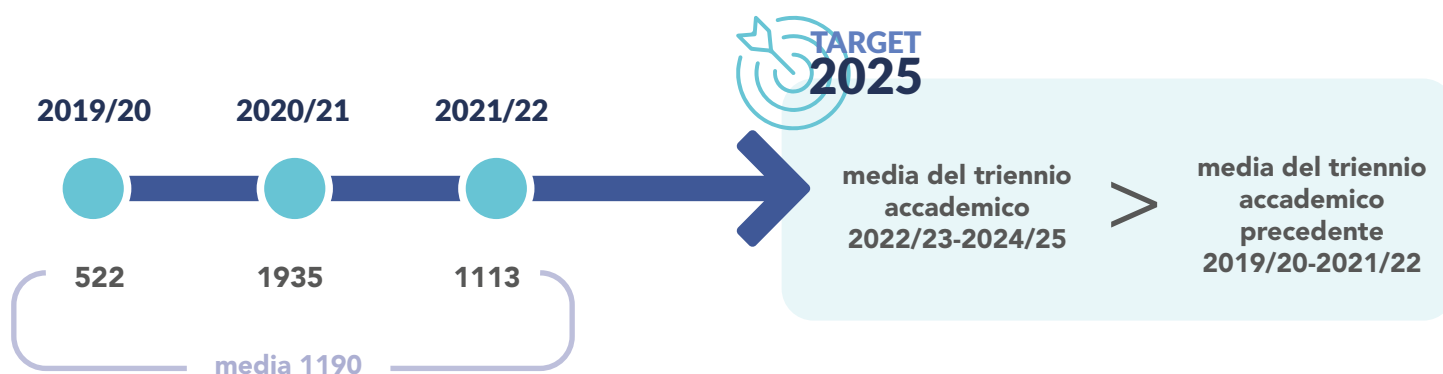 TARGET
2025
2019/20
2020/21
2021/22
522
1935
1113
media 1190
media del triennio
accademico
2022/23-2024/25
>
media del triennio
accademico
precedente
2019/20-2021/22